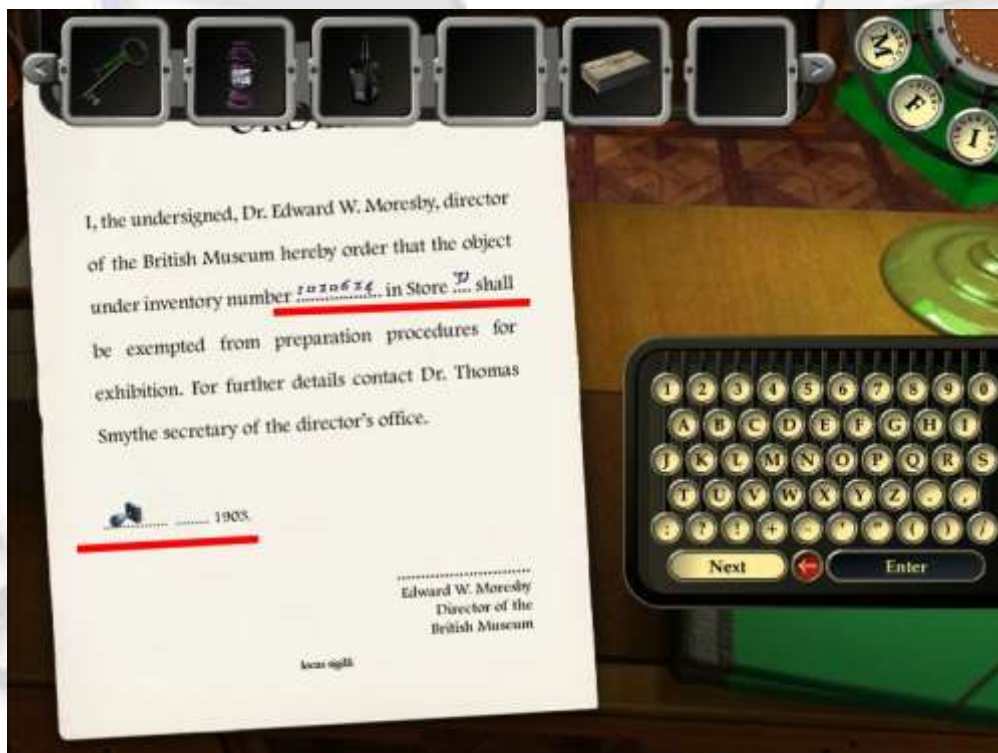 M
F
I
I, the undersigned, Dr. Edward W. Moresby, director
of the British Museum hereby order that the object
under inventory number in Store D shall
be exempted from preparation procedures for
exhibition. For further details contact Dr. Thomas
Smythe secretary of the director's office.
1903.
Edward W. Moresby
Director of the
British Museum
locus sigilli
1 2 3 4 5 6 7 8 9 0
A B C D E F G H I
J K L M N O P Q R S
T U V W X Y Z . ,
: ? ! + - ' " ( ) /
Next Enter